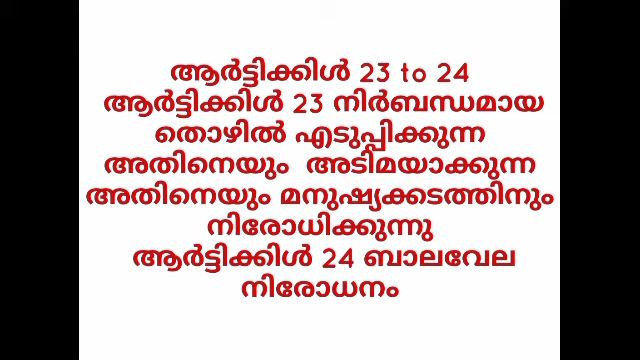 ആർട്ടിക്കിൾ 23 to 24
ആർട്ടിക്കിൾ 23 നിർബന്ധമായ
തൊഴിൽ എടുപ്പിക്കുന്ന
അതിനെയും അടിമയാക്കുന്ന
അതിനെയും മനുഷ്യക്കടത്തിനും
നിരോധിക്കുന്നു
ആർട്ടിക്കിൾ 24 ബാലവേല
നിരോധനം